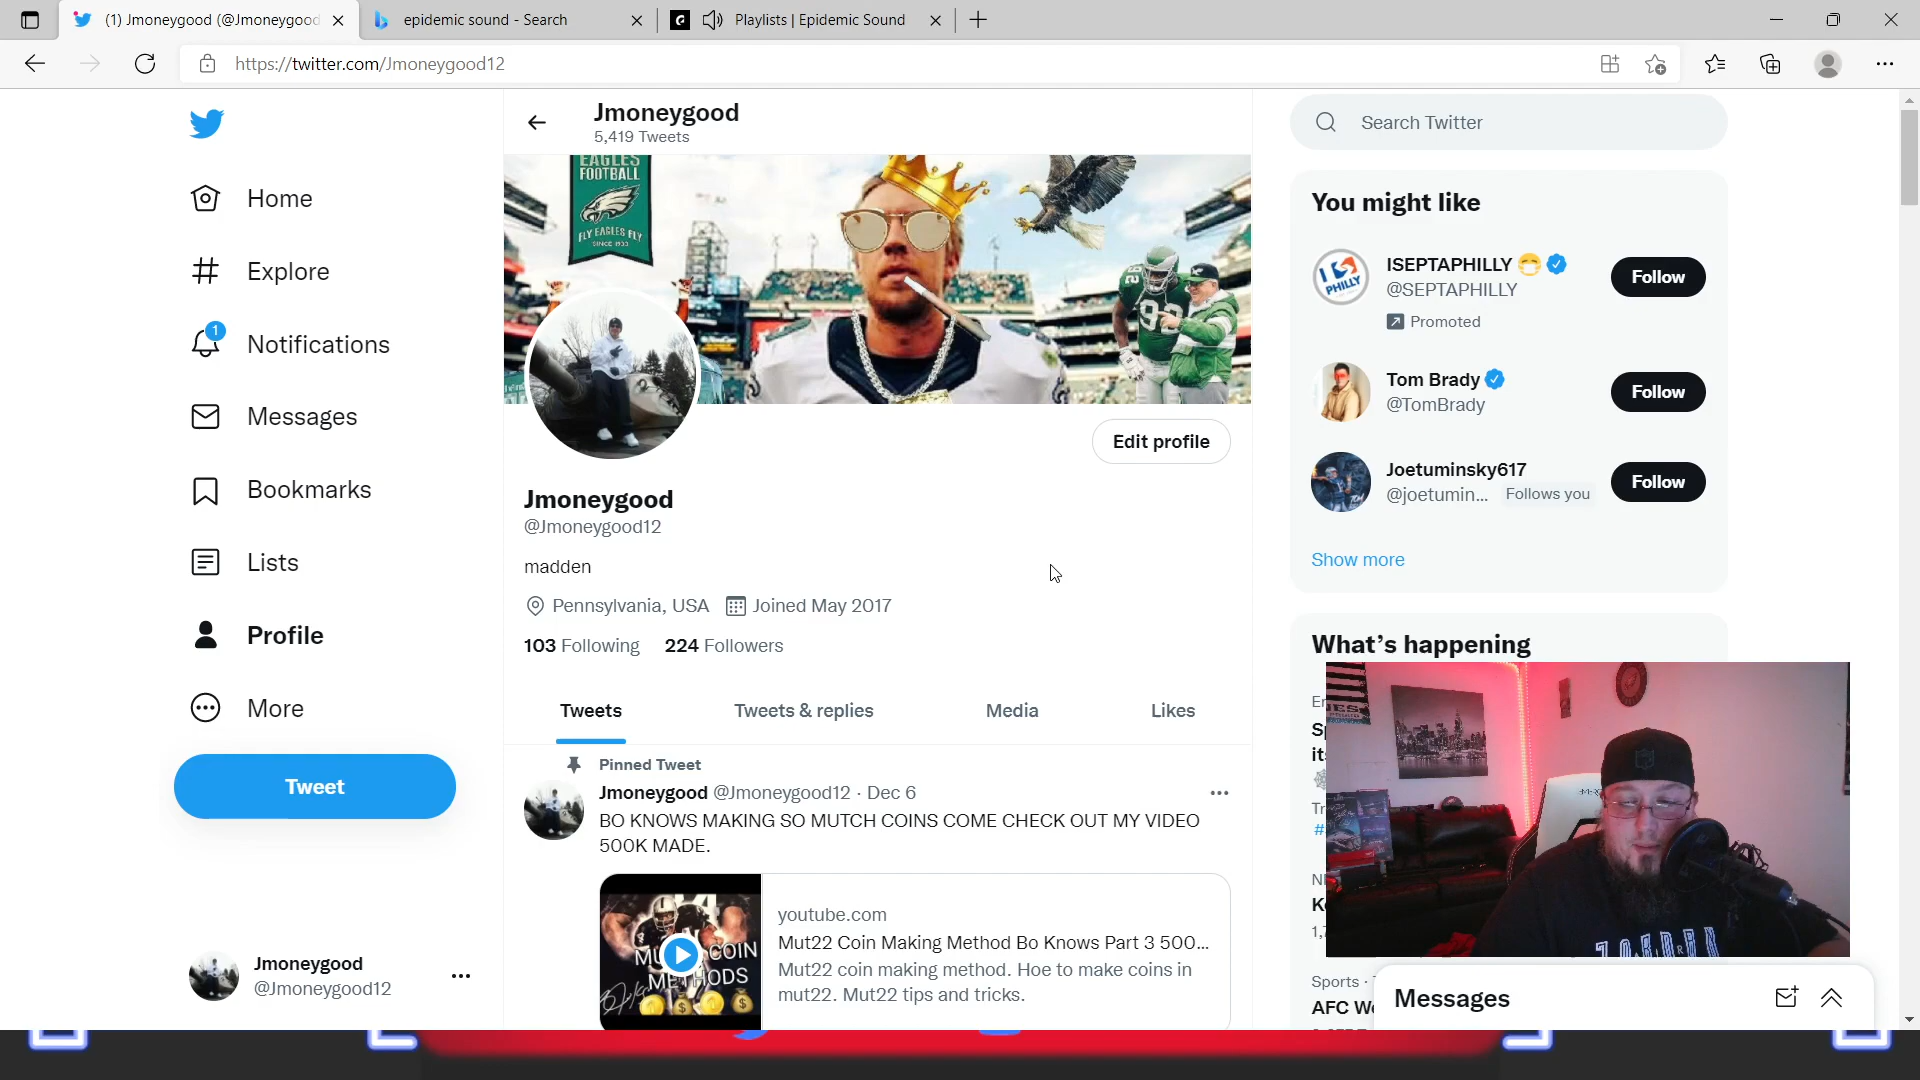 (1) Jmoneygood (@Jmoneygood
epidemic sound - Search
Playlists | Epidemic Sound
https://twitter.com/Jmoneygood12
Jmoneygood
5,419 Tweets
Search Twitter
Home
Explore
1
Notifications
Messages
Bookmarks
Lists
Profile
More
Tweet
Jmoneygood
@Jmoneygood12
EAGLES
FOOTBALL
FLY EAGLES FLY
SINCE 1933
92
Edit profile
Jmoneygood
@Jmoneygood12
madden
Pennsylvania, USA Joined May 2017
103 Following 224 Followers
Tweets Tweets & replies Media Likes
Pinned Tweet
Jmoneygood @Jmoneygood12 · Dec 6
BO KNOWS MAKING SO MUTCH COINS COME CHECK OUT MY VIDEO
500K MADE.
COIN
youtube.com
Mut22 Coin Making Method Bo Knows Part 3 500...
Mut22 coin making method. Hoe to make coins in
mut22. Mut22 tips and tricks.
You might like
PHILLY
ISEPTAPHILLY
@SEPTAPHILLY
Follow
Promoted
Tom Brady
@TomBrady
Follow
Joetuminsky617
@joetumin... Follows you
Follow
Show more
What's happening
Sports ·
AFC W
Messages